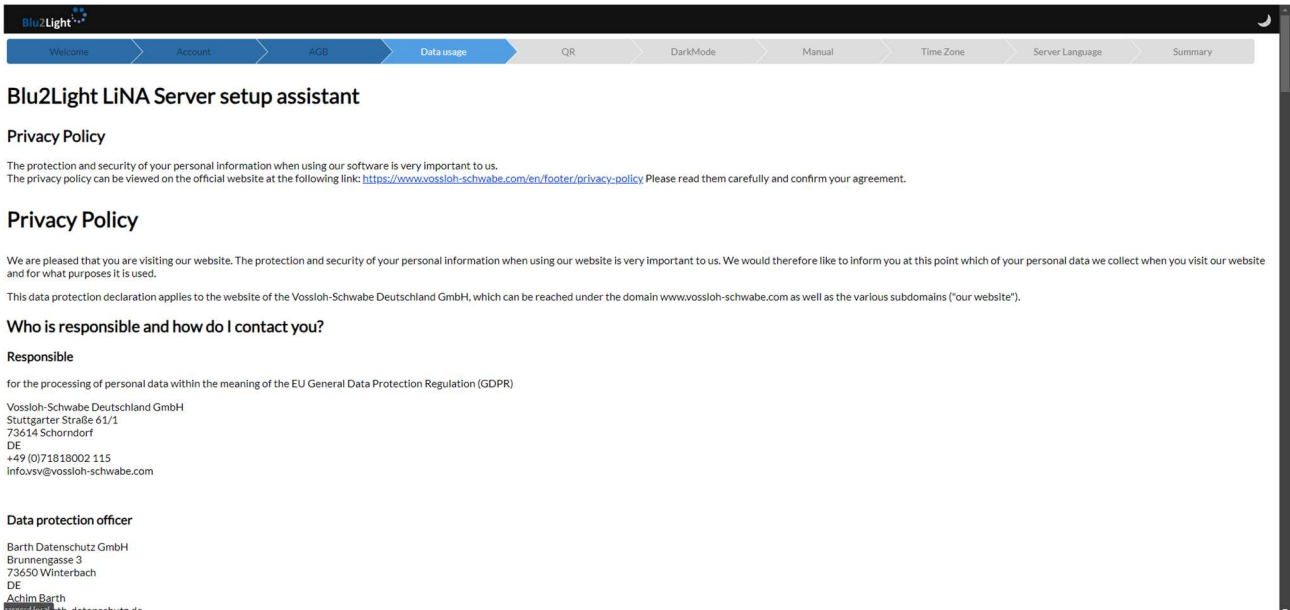 Blu2Light
Welcome
Account
AGB
Data usage
QR
DarkMode
Manual
Time Zone
Server Language
Summary
Blu2Light LiNA Server setup assistant
Privacy Policy
The protection and security of your personal information when using our software is very important to us.
The privacy policy can be viewed on the official website at the following link: https://www.vossloh-schwabe.com/en/footer/privacy-policy Please read them carefully and confirm your agreement.
Privacy Policy
We are pleased that you are visiting our website. The protection and security of your personal information when using our website is very important to us. We would therefore like to inform you at this point which of your personal data we collect when you visit our website
and for what purposes it is used.
This data protection declaration applies to the website of the Vossloh-Schwabe Deutschland GmbH, which can be reached under the domain www.vossloh-schwabe.com as well as the various subdomains ("our website").
Who is responsible and how do I contact you?
Responsible
for the processing of personal data within the meaning of the EU General Data Protection Regulation (GDPR)
Vossloh-Schwabe Deutschland GmbH
Stuttgarter Straße 61/1
73614 Schorndorf
DE
+49 (0)71818002 115
info.vsv@vossloh-schwabe.com
Data protection officer
Barth Datenschutz GmbH
Brunnengasse 3
73650 Winterbach
DE
Achim Barth